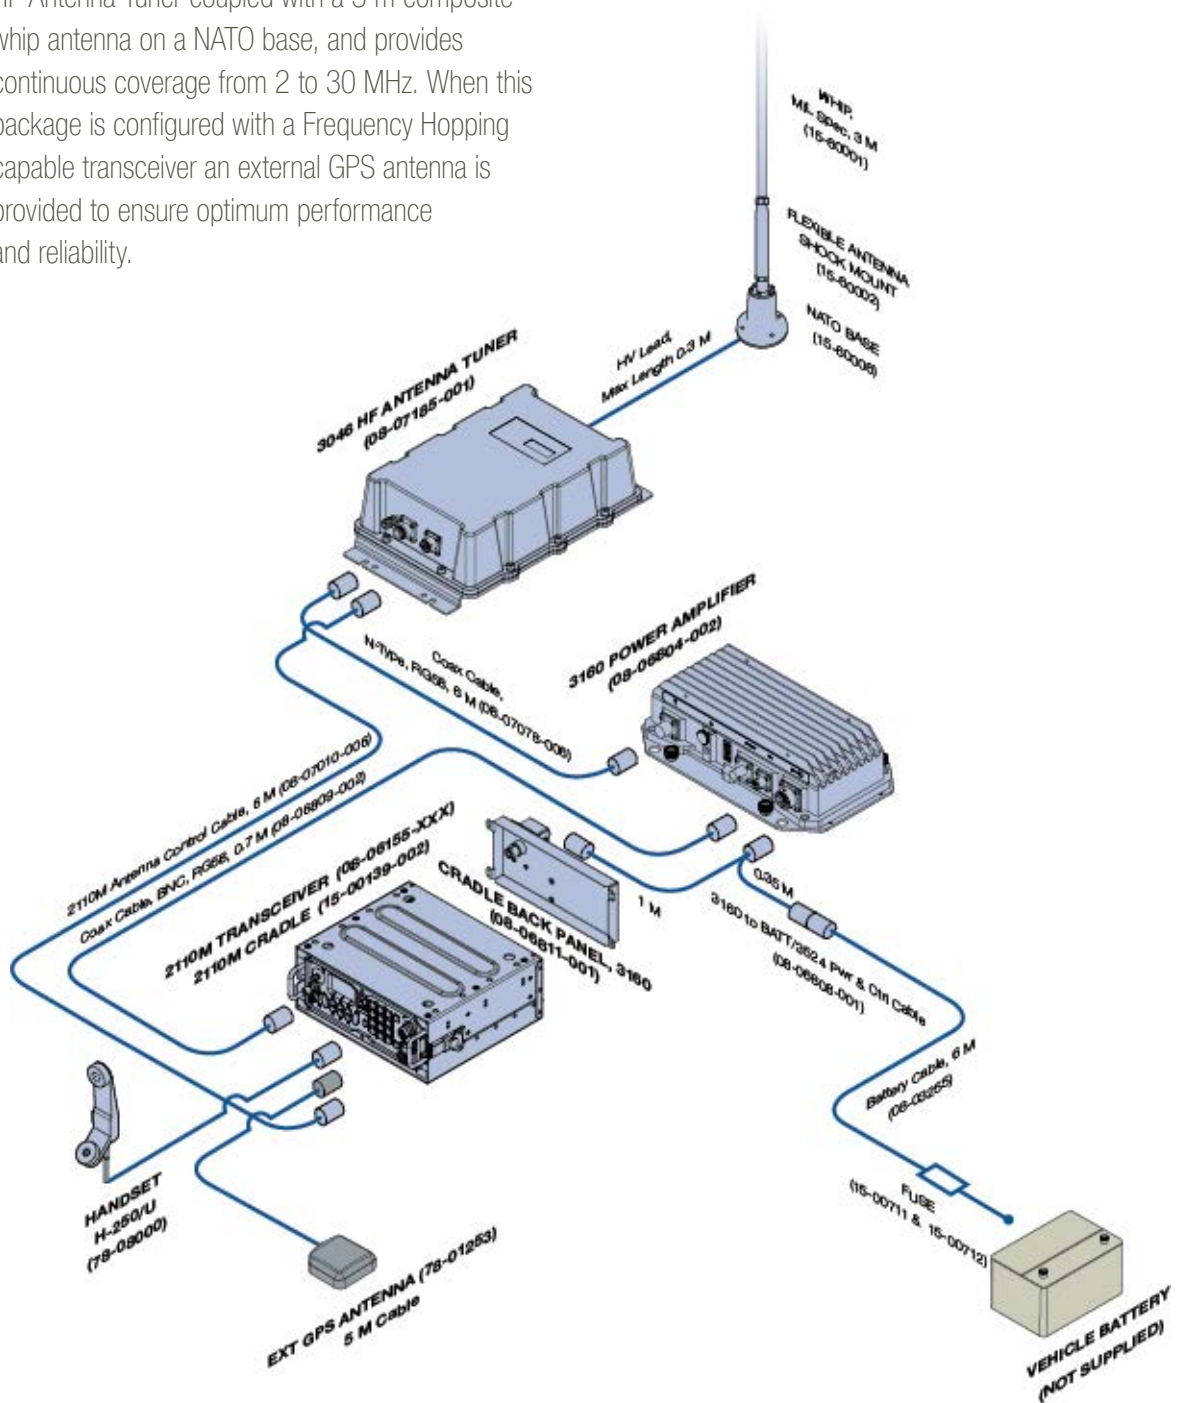 HF Antenna Tuner coupled with a 3 m composite
whip antenna on a NATO base, and provides
continuous coverage from 2 to 30 MHz. When this
package is configured with a Frequency Hopping
capable transceiver an external GPS antenna is
provided to ensure optimum performance
and reliability.
WHIP,
MIL Spec, 3 M
(15-60001)
FLEXIBLE ANTENNA
SHOCK MOUNT
(15-60002)
NATO BASE
(15-60006)
HV Lead,
Max Length 0.3 M
3046 HF ANTENNA TUNER
(08-07185-001)
3160 POWER AMPLIFIER
(08-06804-002)
Coax Cable,
N-Type, RG58, 6 M (08-07078-006)
2110M Antenna Control Cable, 6 M (08-07010-006)
Coax Cable, BNC, RG58, 0.7 M (08-06809-002)
2110M TRANSCEIVER (08-06155-XXX)
2110M CRADLE (15-00139-002)
CRADLE BACK PANEL, 3160
(08-06811-001)
1 M
0.35 M
3160 to BATT/3524 Pwr & Ctrl Cable
(08-06808-001)
Battery Cable, 6 M
(08-03255)
FUSE
(15-00711 & 15-00712)
HANDSET
H-250/U
(78-08000)
EXT GPS ANTENNA (78-01253)
5 M Cable
VEHICLE BATTERY
(NOT SUPPLIED)